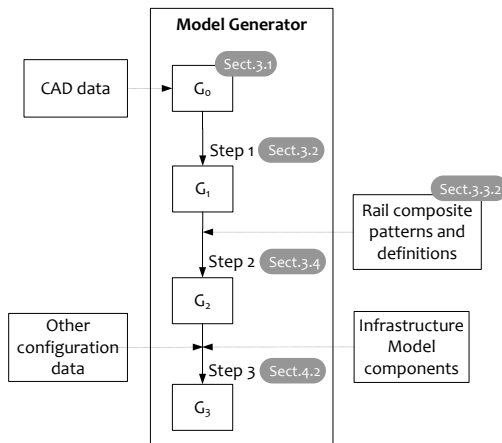 Model Generator
Sect.3.1
CAD data
G₀
Step 1
Sect.3.2
G₁
Sect.3.3.2
Rail composite
patterns and
definitions
Step 2
Sect.3.4
G₂
Other
configuration
data
Infrastructure
Model
components
Step 3
Sect.4.2
G₃